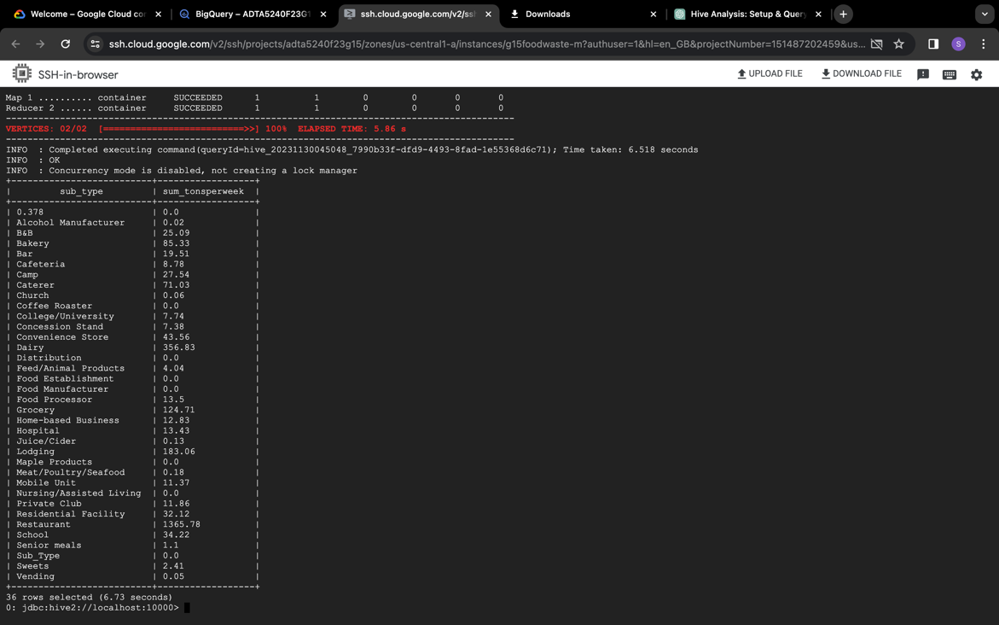 Welcome – Google Cloud cor
BigQuery – ADTA5240F23G1
ssh.cloud.google.com/v2/ssh
Downloads
Hive Analysis: Setup & Query
ssh.cloud.google.com/v2/ssh/projects/adta5240f23g15/zones/us-central1-a/instances/g15foodwaste-m?authuser=1&hl=en_GB&projectNumber=151487202459&us...
S
SSH-in-browser
UPLOAD FILE
DOWNLOAD FILE
Map 1 .......... container SUCCEEDED 1 1 0 0 0 0
Reducer 2 ...... container SUCCEEDED 1 1 0 0 0 0
VERTICES: 02/02 [==========================>>] 100% ELAPSED TIME: 5.86 s
INFO : Completed executing command(queryId=hive_20231130045048_7990b33f-dfd9-4493-8fad-1e55368d6c71); Time taken: 6.518 seconds
INFO : OK
INFO : Concurrency mode is disabled, not creating a lock manager
| sub_type | sum_tonsperweek |
| 0.378 | 0.0 |
| Alcohol Manufacturer | 0.02 |
| B&B | 25.09 |
| Bakery | 85.33 |
| Bar | 19.51 |
| Cafeteria | 8.78 |
| Camp | 27.54 |
| Caterer | 71.03 |
| Church | 0.06 |
| Coffee Roaster | 0.0 |
| College/University | 7.74 |
| Concession Stand | 7.38 |
| Convenience Store | 43.56 |
| Dairy | 356.83 |
| Distribution | 0.0 |
| Feed/Animal Products | 4.04 |
| Food Establishment | 0.0 |
| Food Manufacturer | 0.0 |
| Food Processor | 13.5 |
| Grocery | 124.71 |
| Home-based Business | 12.83 |
| Hospital | 13.43 |
| Juice/Cider | 0.13 |
| Lodging | 183.06 |
| Maple Products | 0.0 |
| Meat/Poultry/Seafood | 0.18 |
| Mobile Unit | 11.37 |
| Nursing/Assisted Living | 0.0 |
| Private Club | 11.86 |
| Residential Facility | 32.12 |
| Restaurant | 1365.78 |
| School | 34.22 |
| Senior meals | 1.1 |
| Sub_Type | 0.0 |
| Sweets | 2.41 |
| Vending | 0.05 |
36 rows selected (6.73 seconds)
0: jdbc:hive2://localhost:10000>